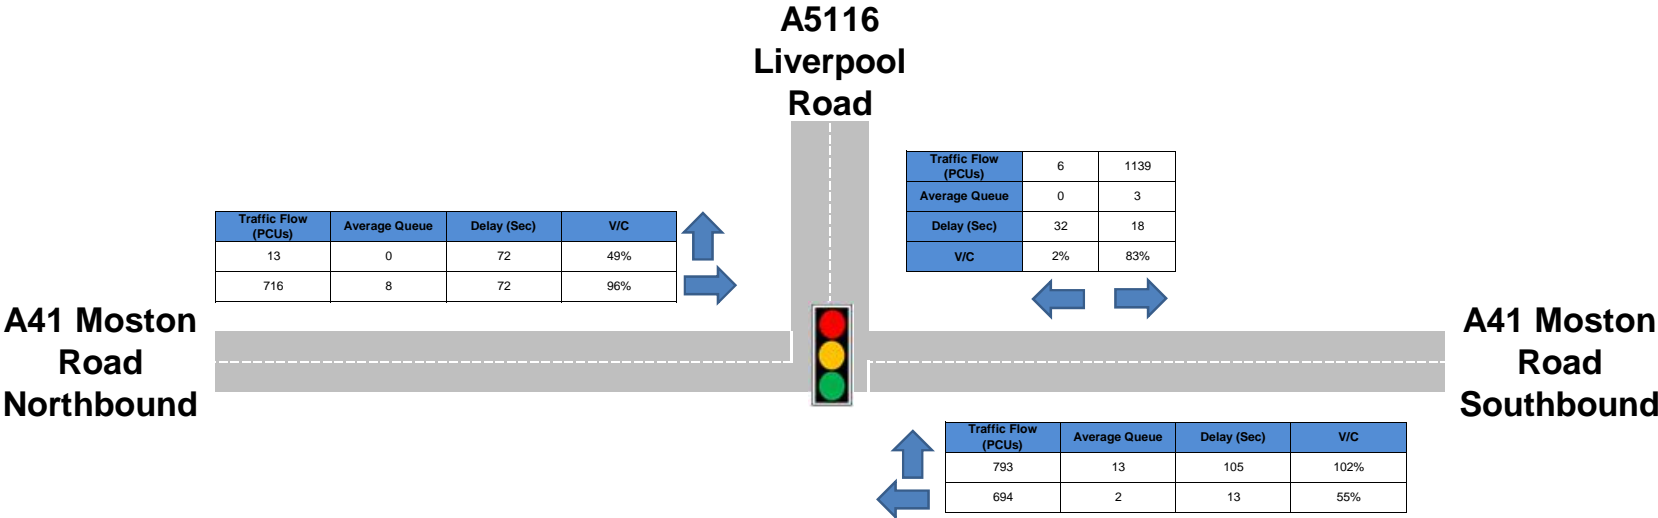 A5116
Liverpool
Road
Traffic Flow
(PCUs) 6 1139
Average Queue 0 3
Delay (Sec) 32 18
V/C 2% 83%
Traffic Flow
(PCUs) Average Queue Delay (Sec) V/C
13 0 72 49%
716 8 72 96%
A41 Moston
Road
Northbound
A41 Moston
Road
Southbound
Traffic Flow
(PCUs) Average Queue Delay (Sec) V/C
793 13 105 102%
694 2 13 55%